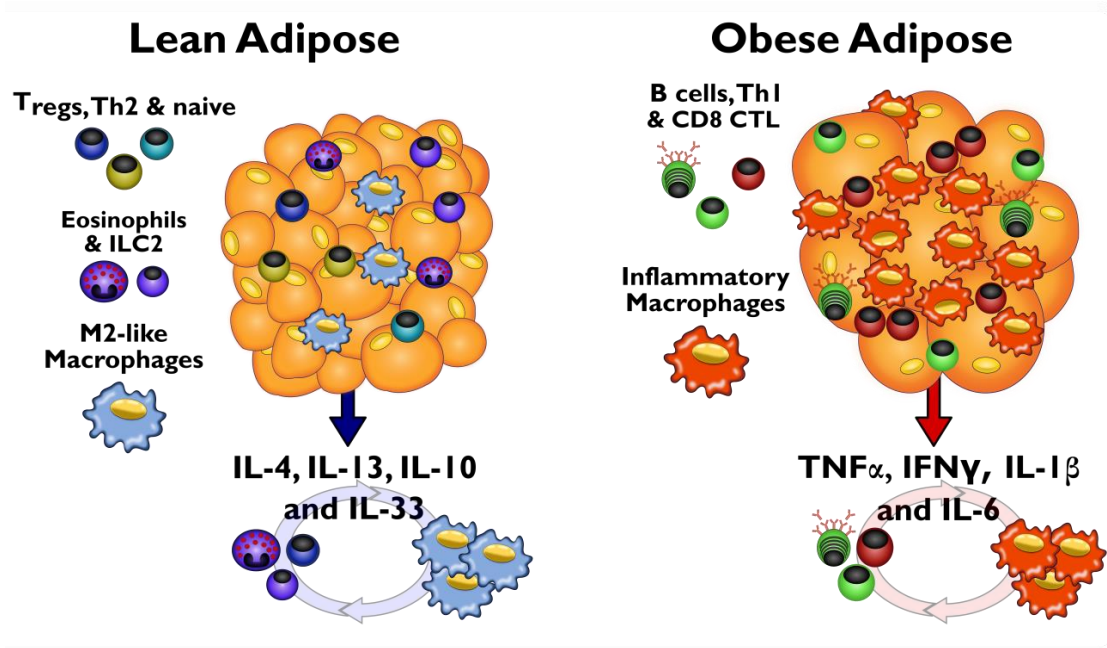 Lean Adipose
Tregs, Th2 & naive
Eosinophils
& ILC2
M2-like
Macrophages
IL-4, IL-13, IL-10
and IL-33
Obese Adipose
B cells, Th1
& CD8 CTL
Inflammatory
Macrophages
TNFα, IFNγ, IL-1β
and IL-6